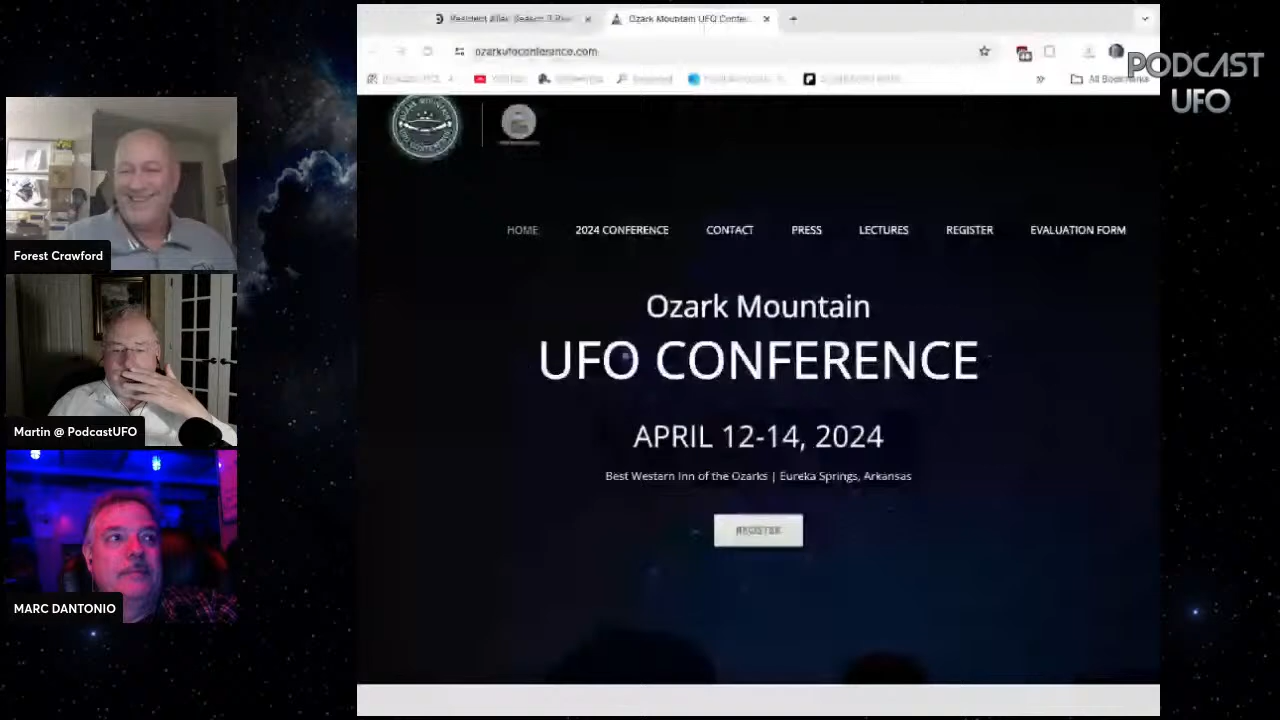 Ozark Mountain UFO Confe...
ozarkufoconference.com
All Bookmarks
PODCAST
UFO
HOME
2024 CONFERENCE
CONTACT
PRESS
LECTURES
REGISTER
EVALUATION FORM
Ozark Mountain
UFO CONFERENCE
APRIL 12-14, 2024
Best Western Inn of the Ozarks | Eureka Springs, Arkansas
REGISTER
Forest Crawford
Martin @ PodcastUFO
MARC DANTONIO